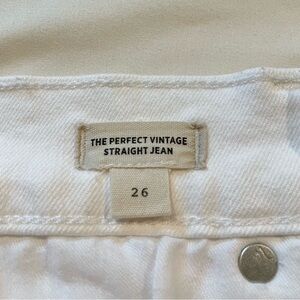 THE PERFECT VINTAGE
STRAIGHT JEAN
26